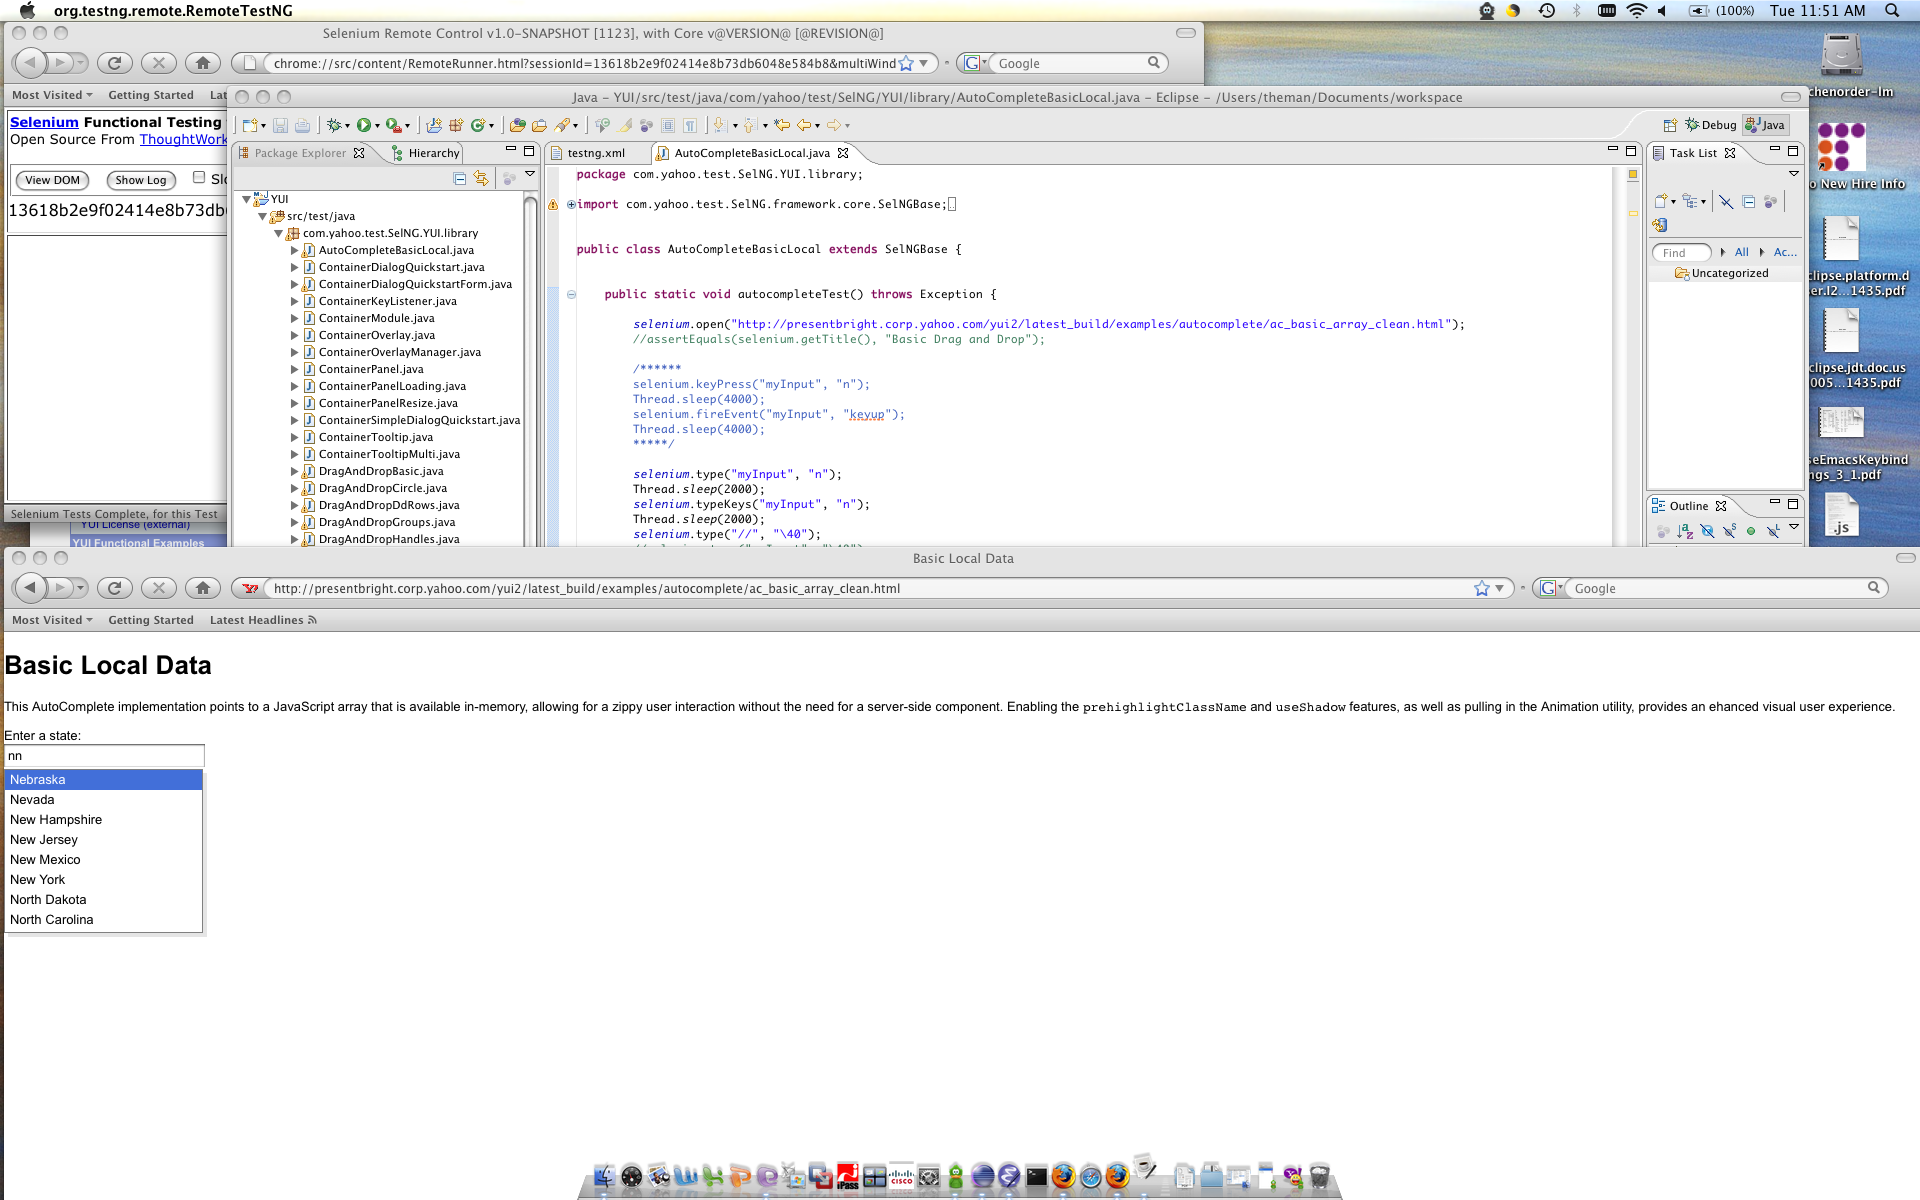 org.testng.remote.RemoteTestNG
(100%) Tue 11:51 AM
Selenium Remote Control v1.0-SNAPSHOT [1123], with Core v@VERSION@ [@REVISION@]
chrome://src/content/RemoteRunner.html?sessionId=13618b2e9f02414e8b73db6048e584b8&multiWind
Google
Most Visited Getting Started Lat
Selenium Functional Testing
Open Source From ThoughtWork
View DOM Show Log Slo
13618b2e9f02414e8b73db
Selenium Tests Complete, for this Test
YUI License (external)
YUI Functional Examples
Java - YUI/src/test/java/com/yahoo/test/SelNG/YUI/library/AutoCompleteBasicLocal.java - Eclipse - /Users/theman/Documents/workspace
Debug Java
Package Explorer Hierarchy
YUI
src/test/java
com.yahoo.test.SelNG.YUI.library
AutoCompleteBasicLocal.java
ContainerDialogQuickstart.java
ContainerDialogQuickstartForm.java
ContainerKeyListener.java
ContainerModule.java
ContainerOverlay.java
ContainerOverlayManager.java
ContainerPanel.java
ContainerPanelLoading.java
ContainerPanelResize.java
ContainerSimpleDialogQuickstart.java
ContainerTooltip.java
ContainerTooltipMulti.java
DragAndDropBasic.java
DragAndDropCircle.java
DragAndDropDdRows.java
DragAndDropGroups.java
DragAndDropHandles.java
testng.xml AutoCompleteBasicLocal.java
package com.yahoo.test.SelNG.YUI.library;
import com.yahoo.test.SelNG.framework.core.SelNGBase;
public class AutoCompleteBasicLocal extends SelNGBase {
public static void autocompleteTest() throws Exception {
selenium.open("http://presentbright.corp.yahoo.com/yui2/latest_build/examples/autocomplete/ac_basic_array_clean.html");
//assertEquals(selenium.getTitle(), "Basic Drag and Drop");
/******
selenium.keyPress("myInput", "n");
Thread.sleep(4000);
selenium.fireEvent("myInput", "keyup");
Thread.sleep(4000);
*****/
selenium.type("myInput", "n");
Thread.sleep(2000);
selenium.typeKeys("myInput", "n");
Thread.sleep(2000);
selenium.type("//", "\40");
Task List
Find All Ac...
Uncategorized
Outline
chenorder-lm
o New Hire Info
clipse.platform.d
ser.l2...1435.pdf
clipse.jdt.doc.us
005...1435.pdf
seEmacsKeybind
ngs_3_1.pdf
.js
Basic Local Data
http://presentbright.corp.yahoo.com/yui2/latest_build/examples/autocomplete/ac_basic_array_clean.html
Google
Most Visited Getting Started Latest Headlines
Basic Local Data
This AutoComplete implementation points to a JavaScript array that is available in-memory, allowing for a zippy user interaction without the need for a server-side component. Enabling the prehighlightClassName and useShadow features, as well as pulling in the Animation utility, provides an ehanced visual user experience.
Enter a state:
nn
Nebraska
Nevada
New Hampshire
New Jersey
New Mexico
New York
North Dakota
North Carolina
iPass
CISCO